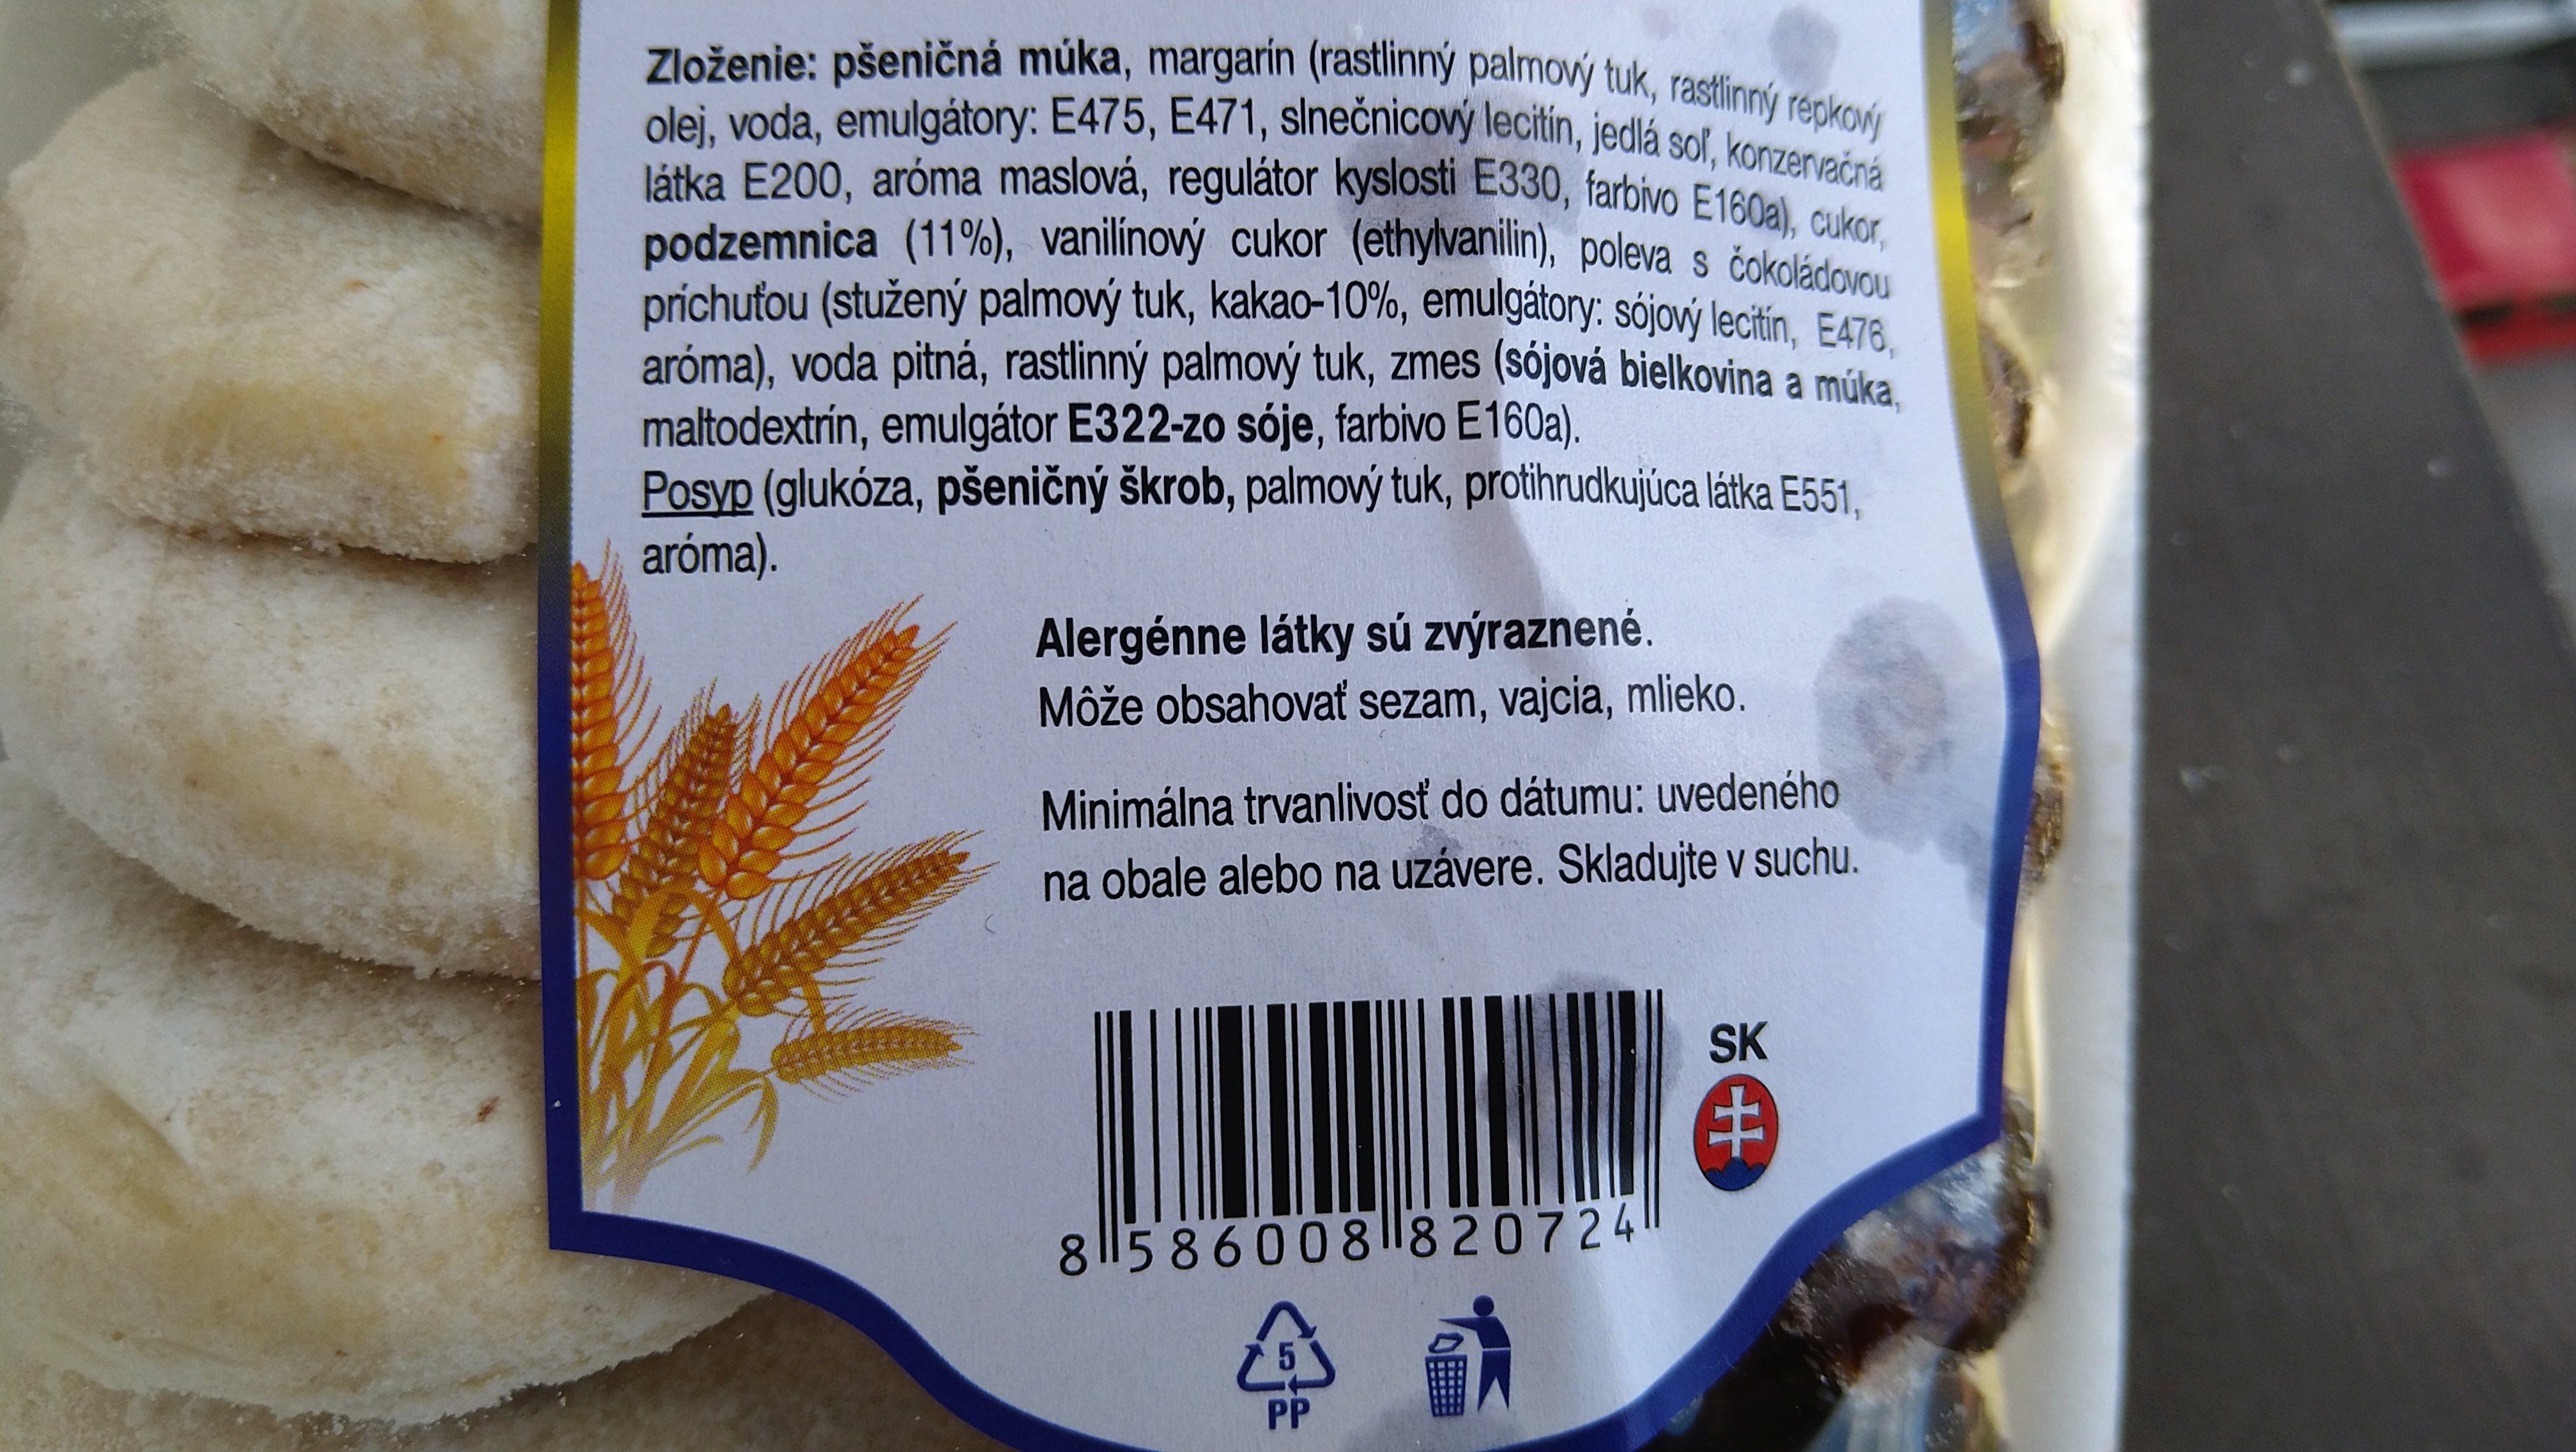 Zloženie: pšeničná múka, margarín (rastlinný palmový tuk, rastlinný repkový
olej, voda, emulgátory: E475, E471, slnečnicový lecitín, jedlá soľ, konzervačná
látka E200, aróma maslová, regulátor kyslosti E330, farbivo E160a), cukor,
podzemnica (11%), vanilínový cukor (ethylvanilin), poleva s čokoládovou
príchuťou (stužený palmový tuk, kakao-10%, emulgátory: sójový lecitín, E476,
aróma), voda pitná, rastlinný palmový tuk, zmes (sójová bielkovina a múka,
maltodextrín, emulgátor E322-zo sóje, farbivo E160a).
Posyp (glukóza, pšeničný škrob, palmový tuk, protihrudkujúca látka E551,
aróma).
Alergénne látky sú zvýraznené.
Môže obsahovať sezam, vajcia, mlieko.
Minimálna trvanlivosť do dátumu: uvedeného
na obale alebo na uzávere. Skladujte v suchu.
SK
8 586008 820724
5
PP